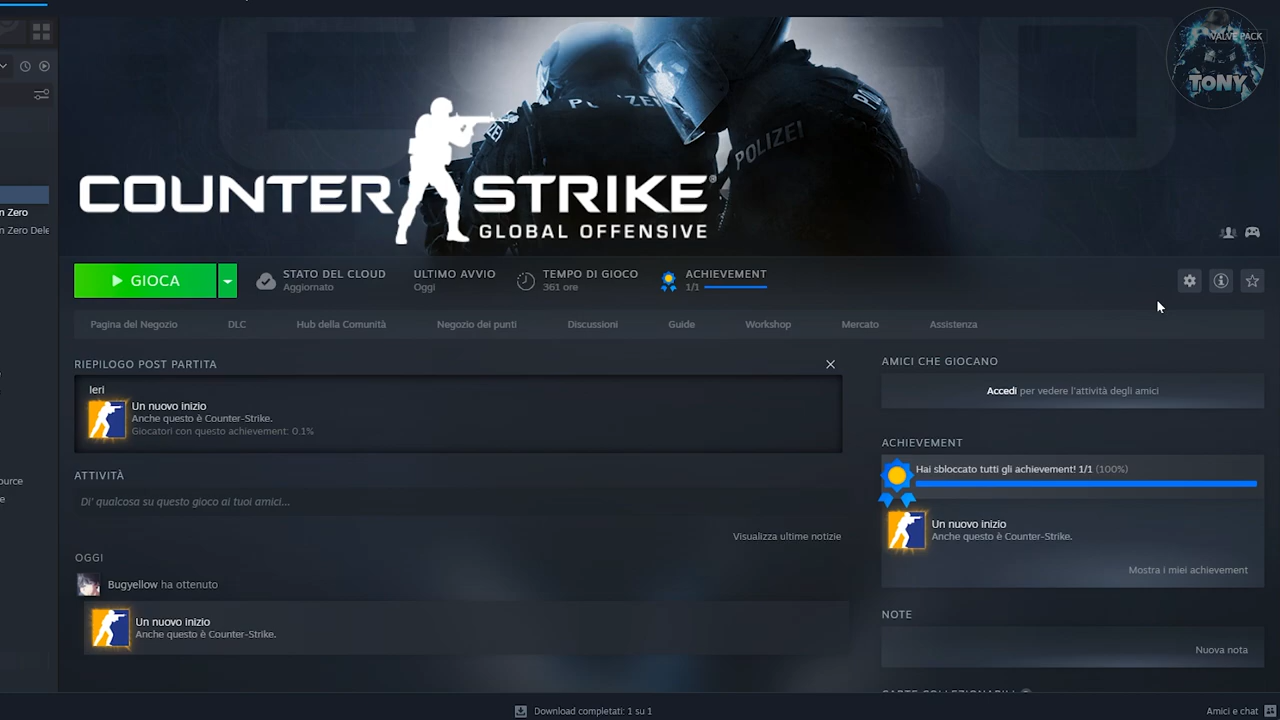 VALVE PACK
TONY
POLIZEI
POLIZEI
COUNTER STRIKE
GLOBAL OFFENSIVE
n Zero
n Zero Dele
GIOCA
STATO DEL CLOUD
Aggiornato
ULTIMO AVVIO
Oggi
TEMPO DI GIOCO
361 ore
ACHIEVEMENT
1/1
Pagina del Negozio DLC Hub della Comunità Negozio dei punti Discussioni Guide Workshop Mercato Assistenza
RIEPILOGO POST PARTITA
Ieri
Un nuovo inizio
Anche questo è Counter-Strike.
Giocatori con questo achievement: 0.1%
ATTIVITÀ
Di' qualcosa su questo gioco ai tuoi amici...
Visualizza ultime notizie
OGGI
Bugyellow ha ottenuto
Un nuovo inizio
Anche questo è Counter-Strike.
ource
e
AMICI CHE GIOCANO
Accedi per vedere l'attività degli amici
ACHIEVEMENT
Hai sbloccato tutti gli achievement! 1/1 (100%)
Un nuovo inizio
Anche questo è Counter-Strike.
Mostra i miei achievement
NOTE
Nuova nota
CARTE COLLEZIONABILI
Download completati: 1 su 1
Amici e chat